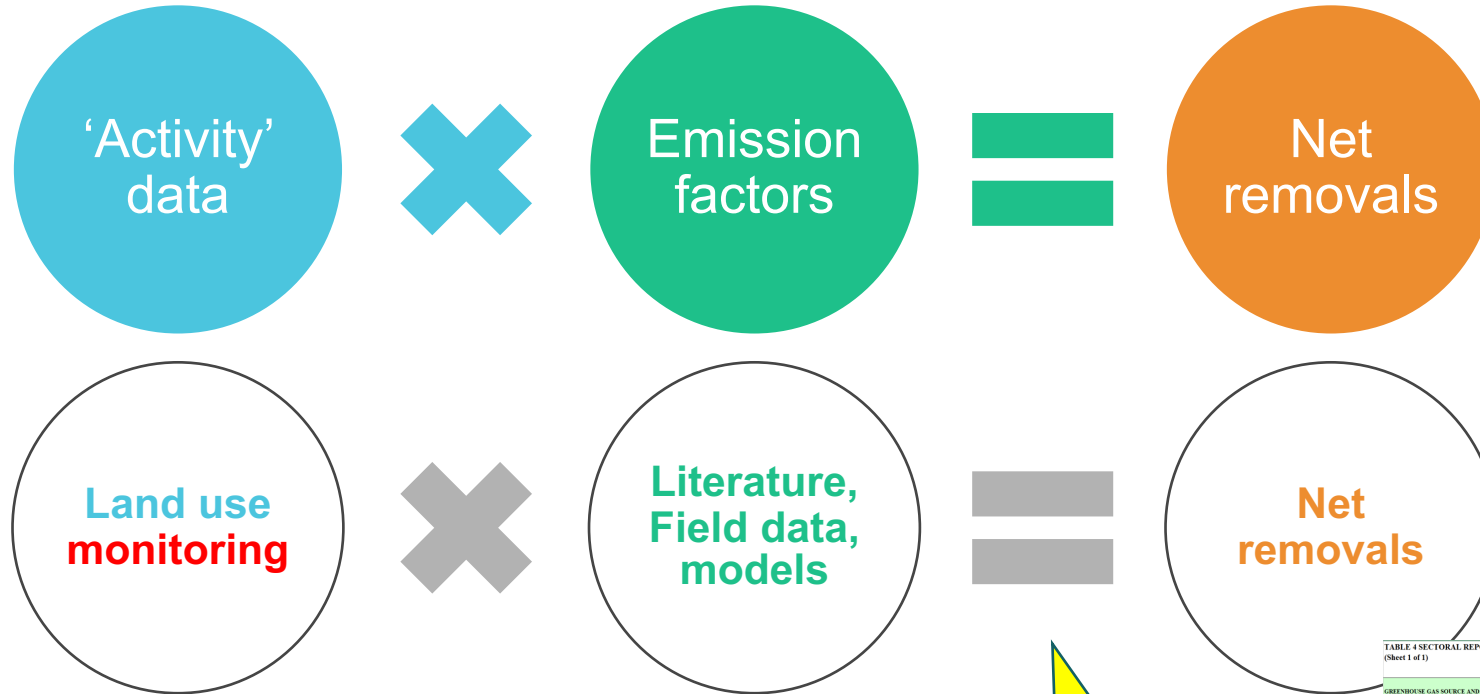 ‘Activity’
data
Emission
factors
Net
removals
Land use
monitoring
Literature,
Field data,
models
Net
removals
TABLE 4 SECTORAL REP
(Sheet 1 of 1)
GREENHOUSE GAS SOURCE AND